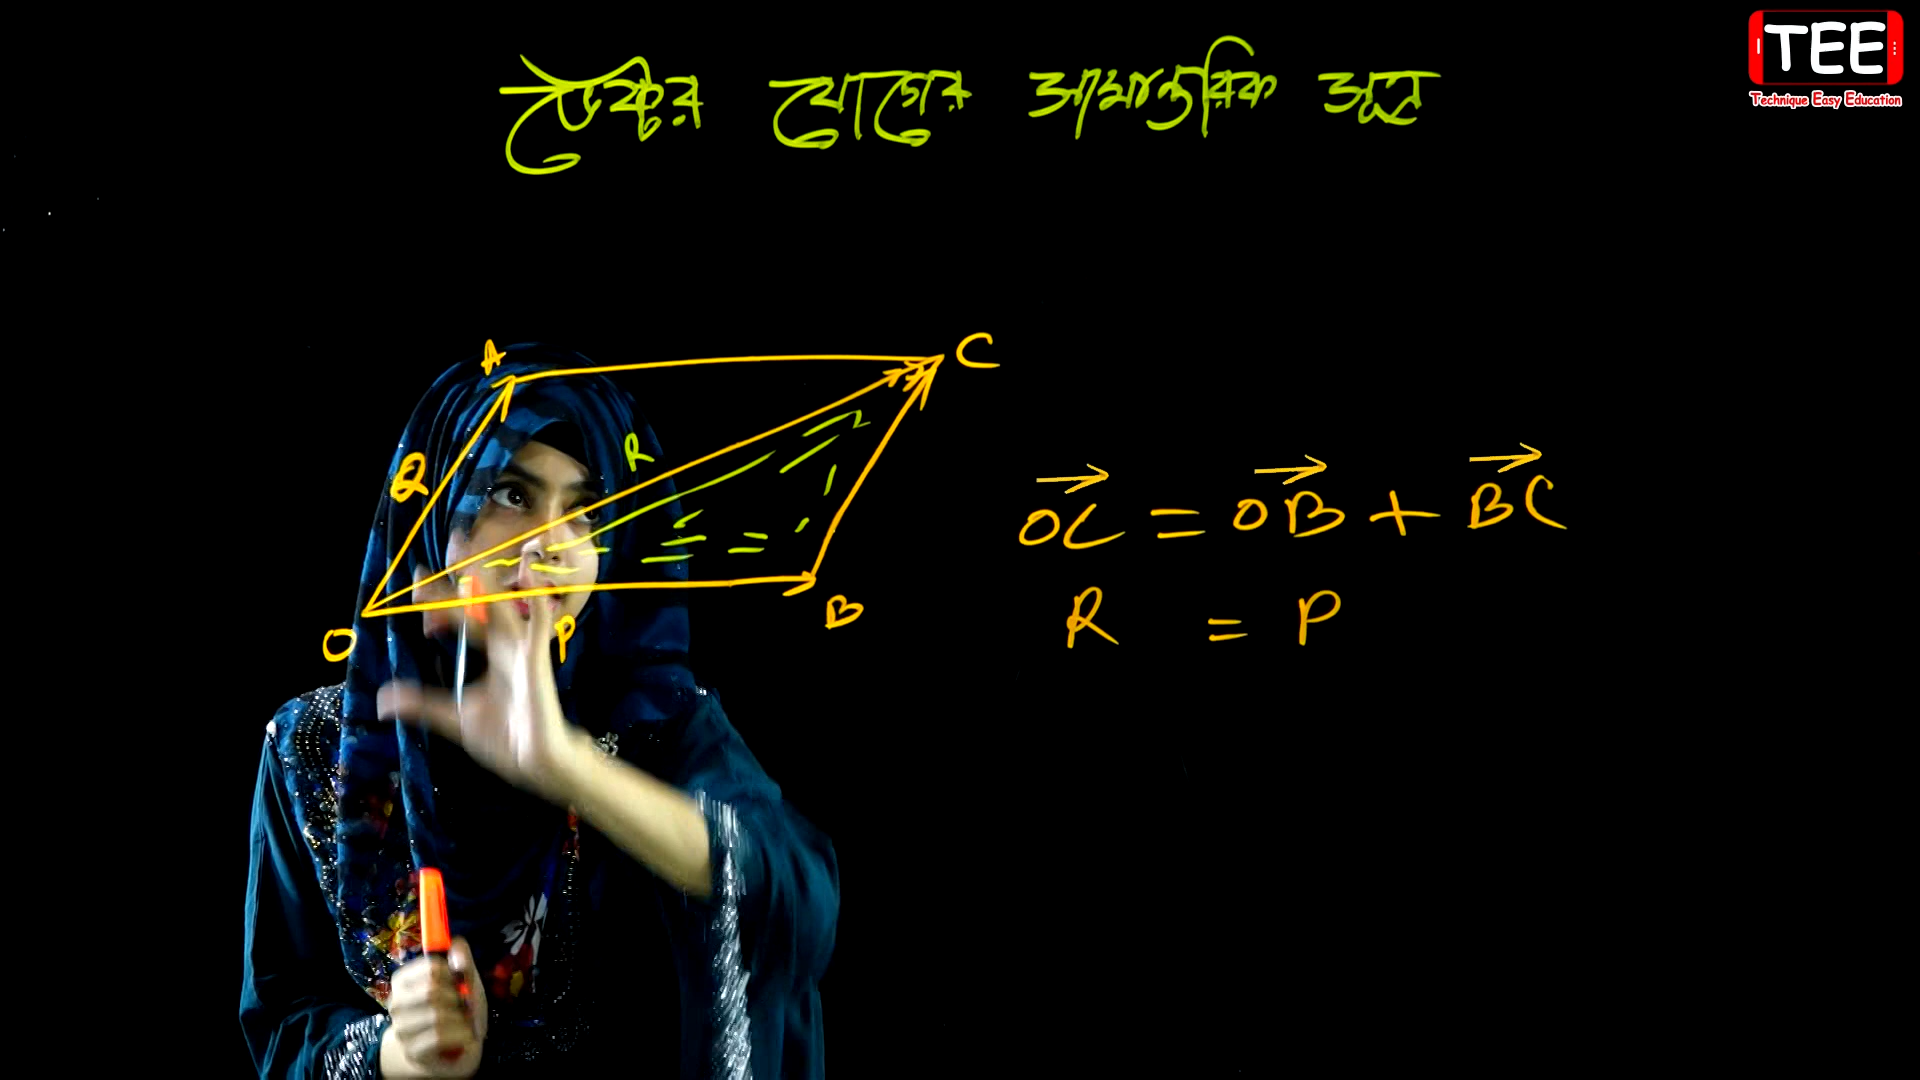 TEE
Technique Easy Education
ভেক্টর যোগের সামান্তরিক সূত্র
A
C
Q
R
O
P
B
→ → →
OC = OB + BC
R = P